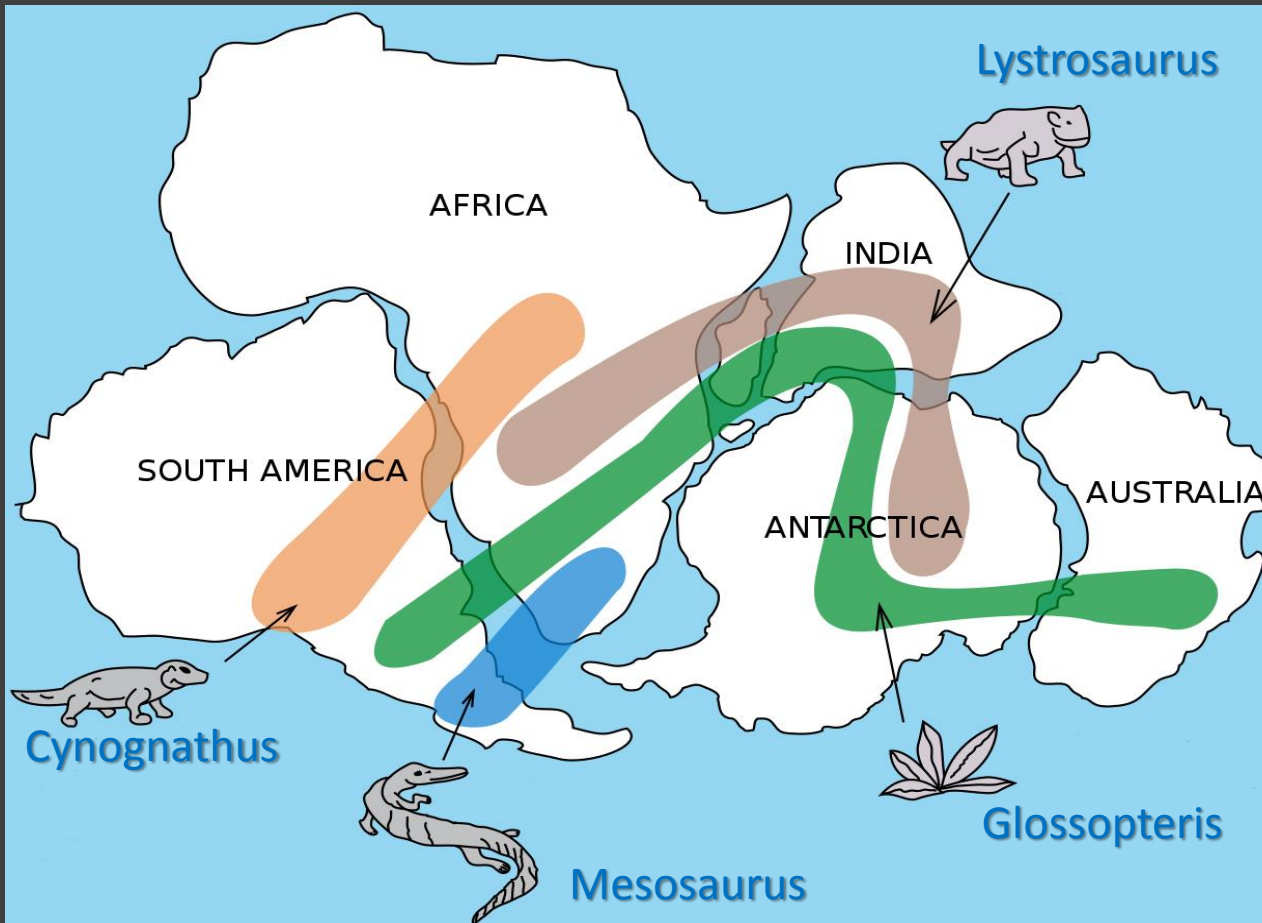 Lystrosaurus
AFRICA
INDIA
SOUTH AMERICA
AUSTRALIA
ANTARCTICA
Cynognathus
Glossopteris
Mesosaurus